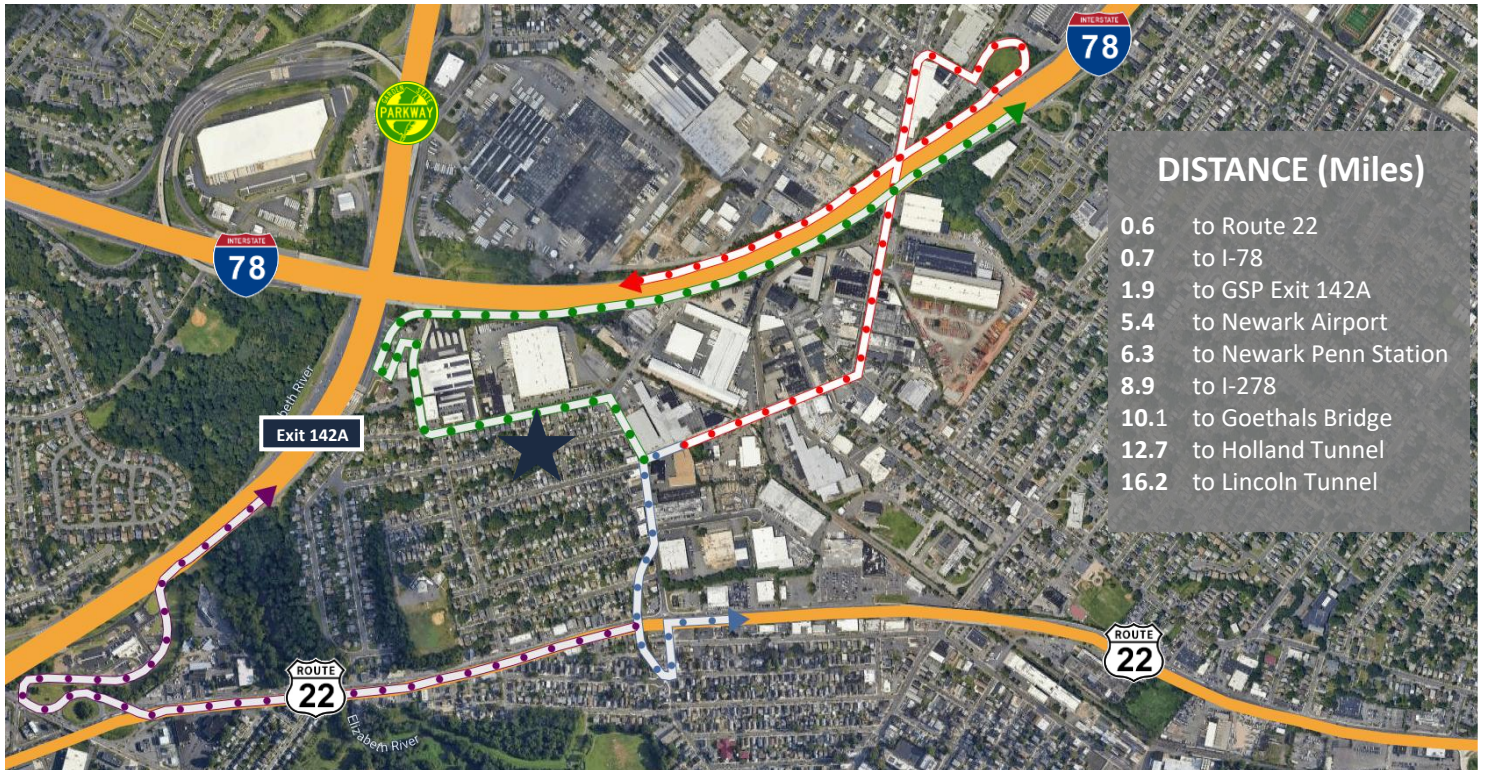 INTERSTATE
78
GARDEN STATE
PARKWAY
DISTANCE (Miles)
0.6 to Route 22
0.7 to I-78
1.9 to GSP Exit 142A
5.4 to Newark Airport
6.3 to Newark Penn Station
8.9 to I-278
10.1 to Goethals Bridge
12.7 to Holland Tunnel
16.2 to Lincoln Tunnel
INTERSTATE
78
Exit 142A
beth River
ROUTE
22
ROUTE
22
Elizabeth River